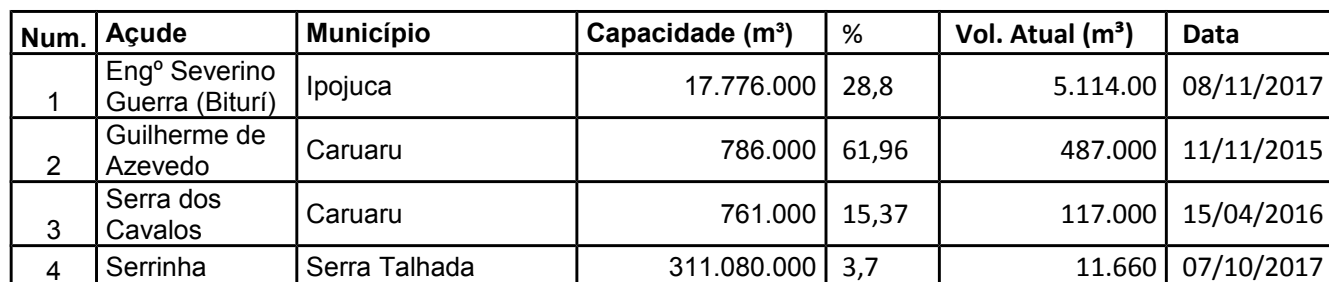 Num. Açude Município Capacidade (m³) % Vol. Atual (m³) Data
1 Engº Severino Guerra (Biturí) Ipojuca 17.776.000 28,8 5.114.00 08/11/2017
2 Guilherme de Azevedo Caruaru 786.000 61,96 487.000 11/11/2015
3 Serra dos Cavalos Caruaru 761.000 15,37 117.000 15/04/2016
4 Serrinha Serra Talhada 311.080.000 3,7 11.660 07/10/2017